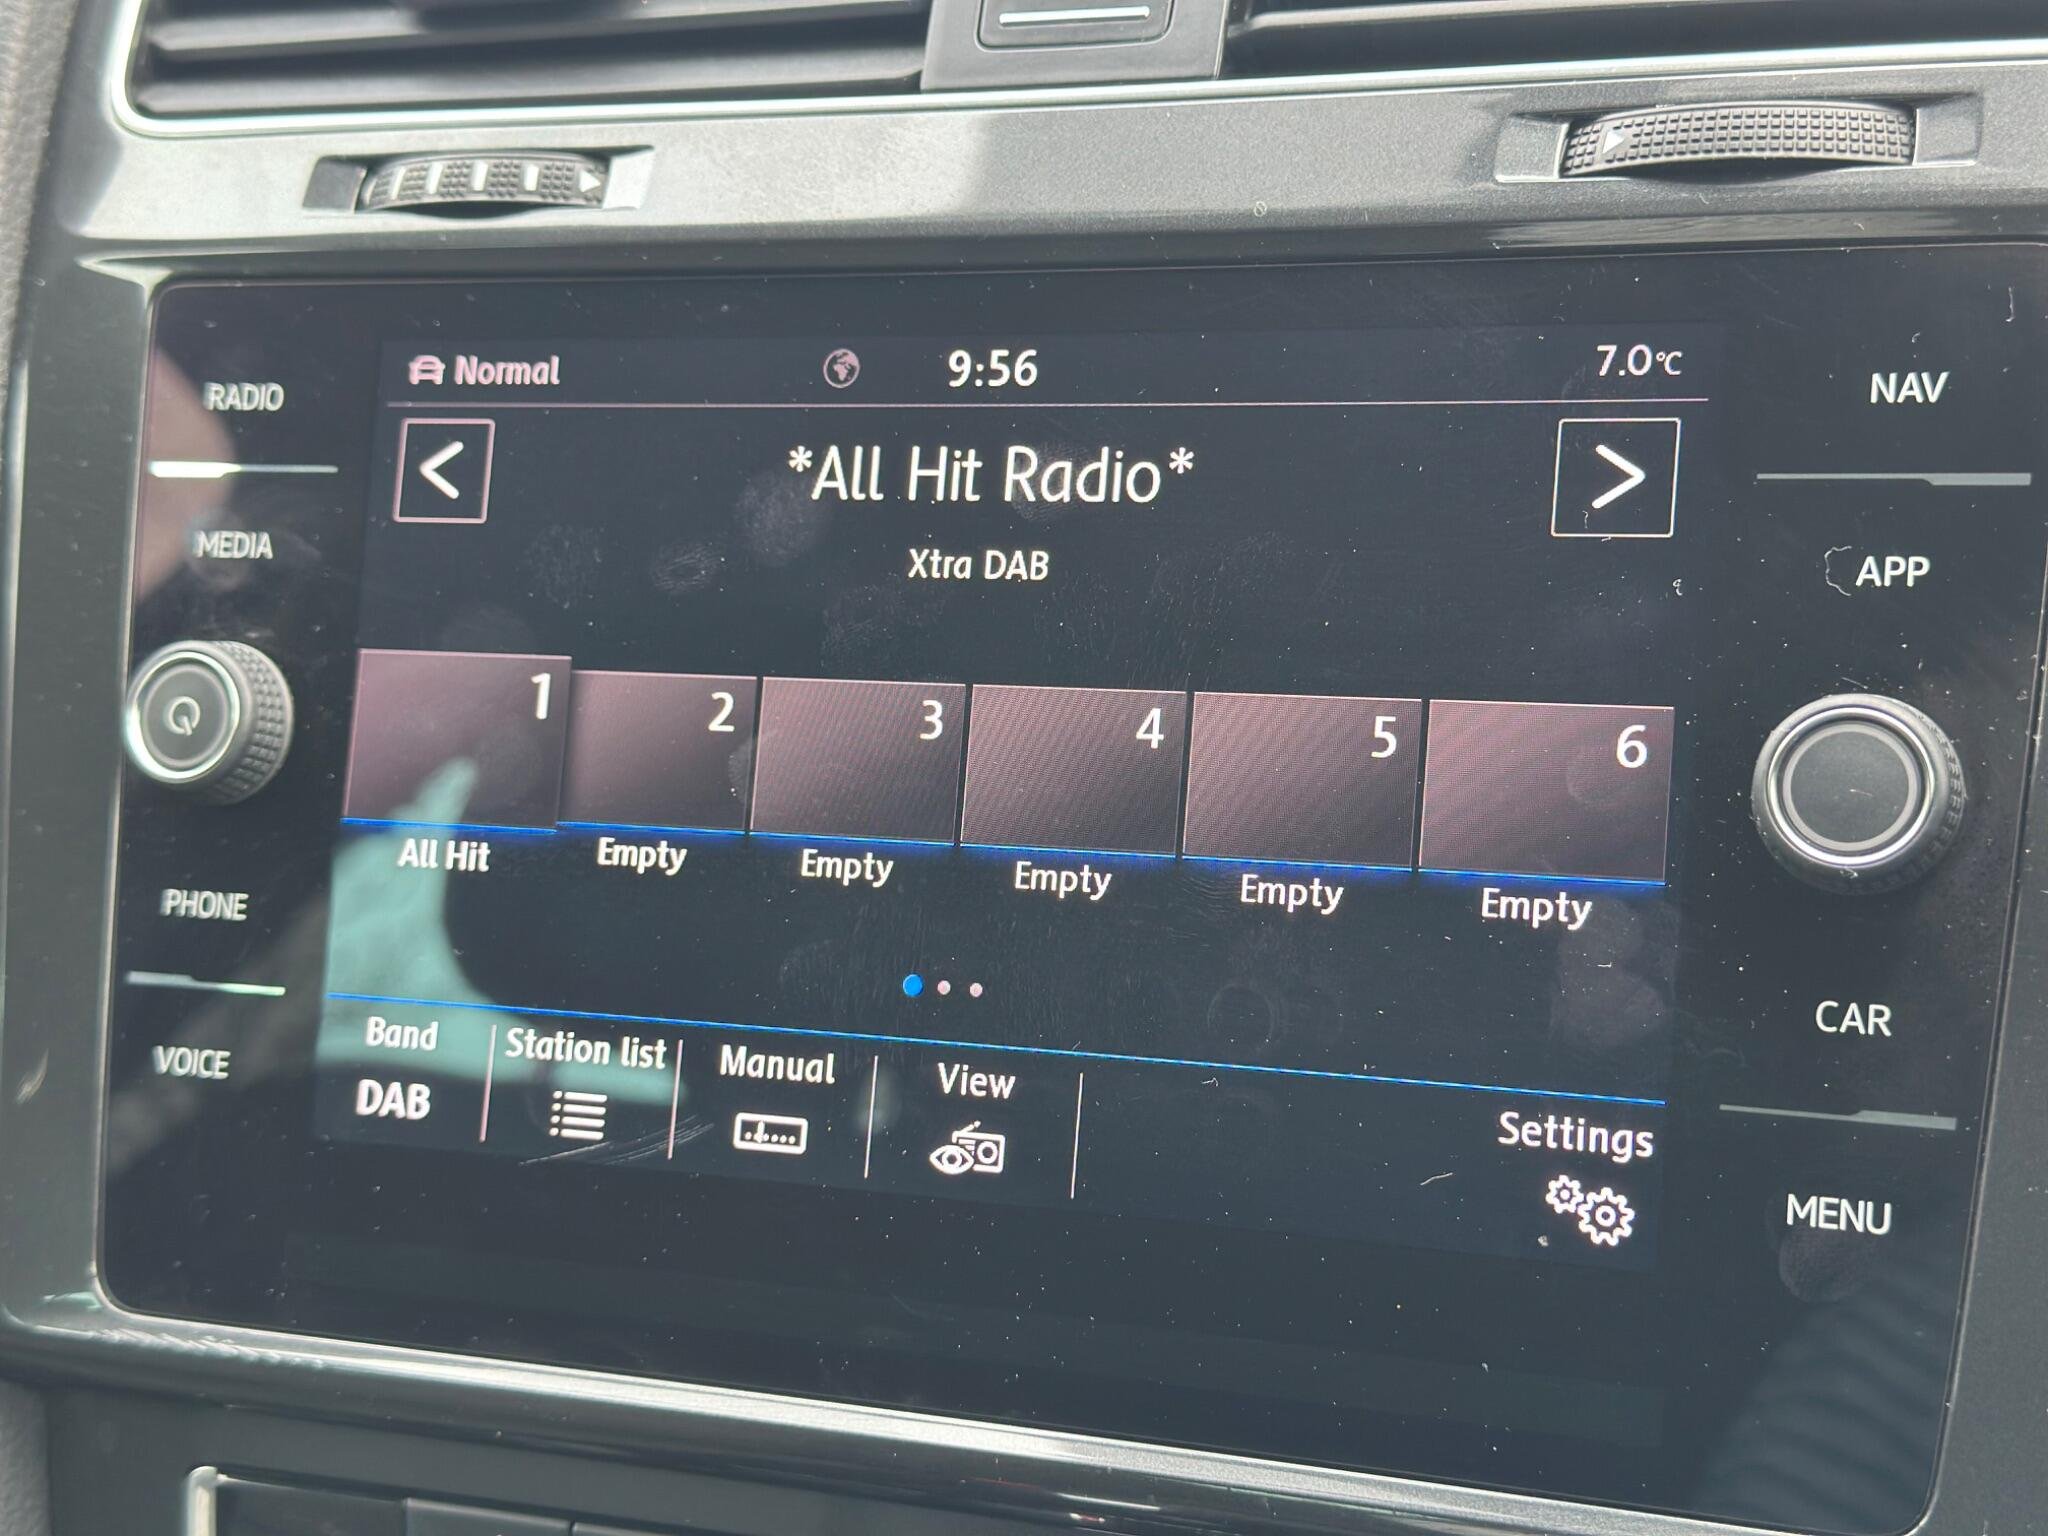 Normal 9:56 7.0°C
RADIO
NAV
< *All Hit Radio* >
MEDIA
Xtra DAB
APP
1 2 3 4 5 6
All Hit Empty Empty Empty Empty Empty
PHONE
CAR
VOICE
Band Station list Manual View Settings
DAB
MENU